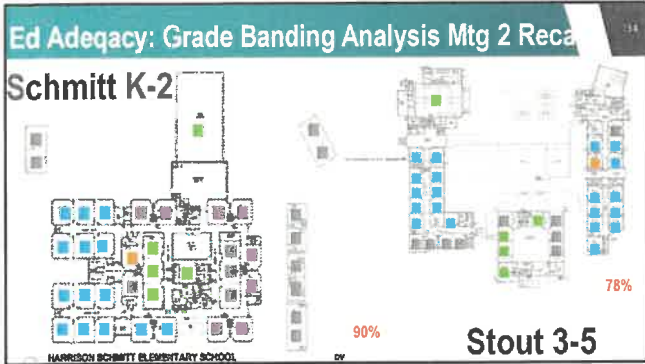 Ed Adeqacy: Grade Banding Analysis Mtg 2 Reca
Schmitt K-2
78%
90%
Stout 3-5
HARRISON SCHMITT ELEMENTARY SCHOOL